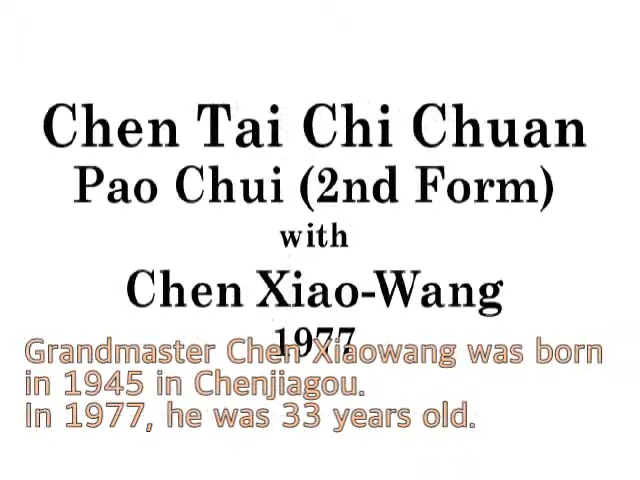 Chen Tai Chi Chuan
Pao Chui (2nd Form)
with
Chen Xiao-Wang
1977
Grandmaster Chen Xiaowang was born
in 1945 in Chenjiagou.
In 1977, he was 33 years old.